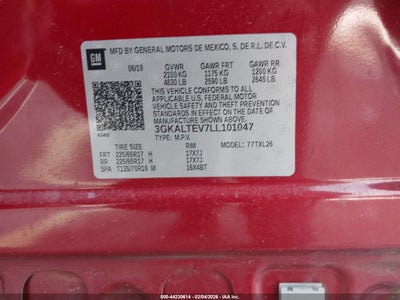 GM
MFD BY GENERAL MOTORS DE MEXICO, S. DE R.L. DE C.V.
06/19 GVWR GAWR FRT GAWR RR
2100 KG 1175 KG 1200 KG
4630 LB 2590 LB 2645 LB
THIS VEHICLE CONFORMS TO ALL APPLICABLE
U.S. FEDERAL MOTOR
VEHICLE SAFETY, BUMPER, AND THEFT
PREVENTION STANDARDS IN EFFECT ON THE DATE OF
MANUFACTURE SHOWN ABOVE.
3GKALTEV7LL101047
TYPE: M.P.V.
TIRE SIZE RIM MODEL: 77TXL26
FRT 225/65R17 H 17X7J
RR 225/65R17 H 17X7J
SPA T135/70R16 M 16X4BT
000-44230614 - 02/04/2026 - 0000